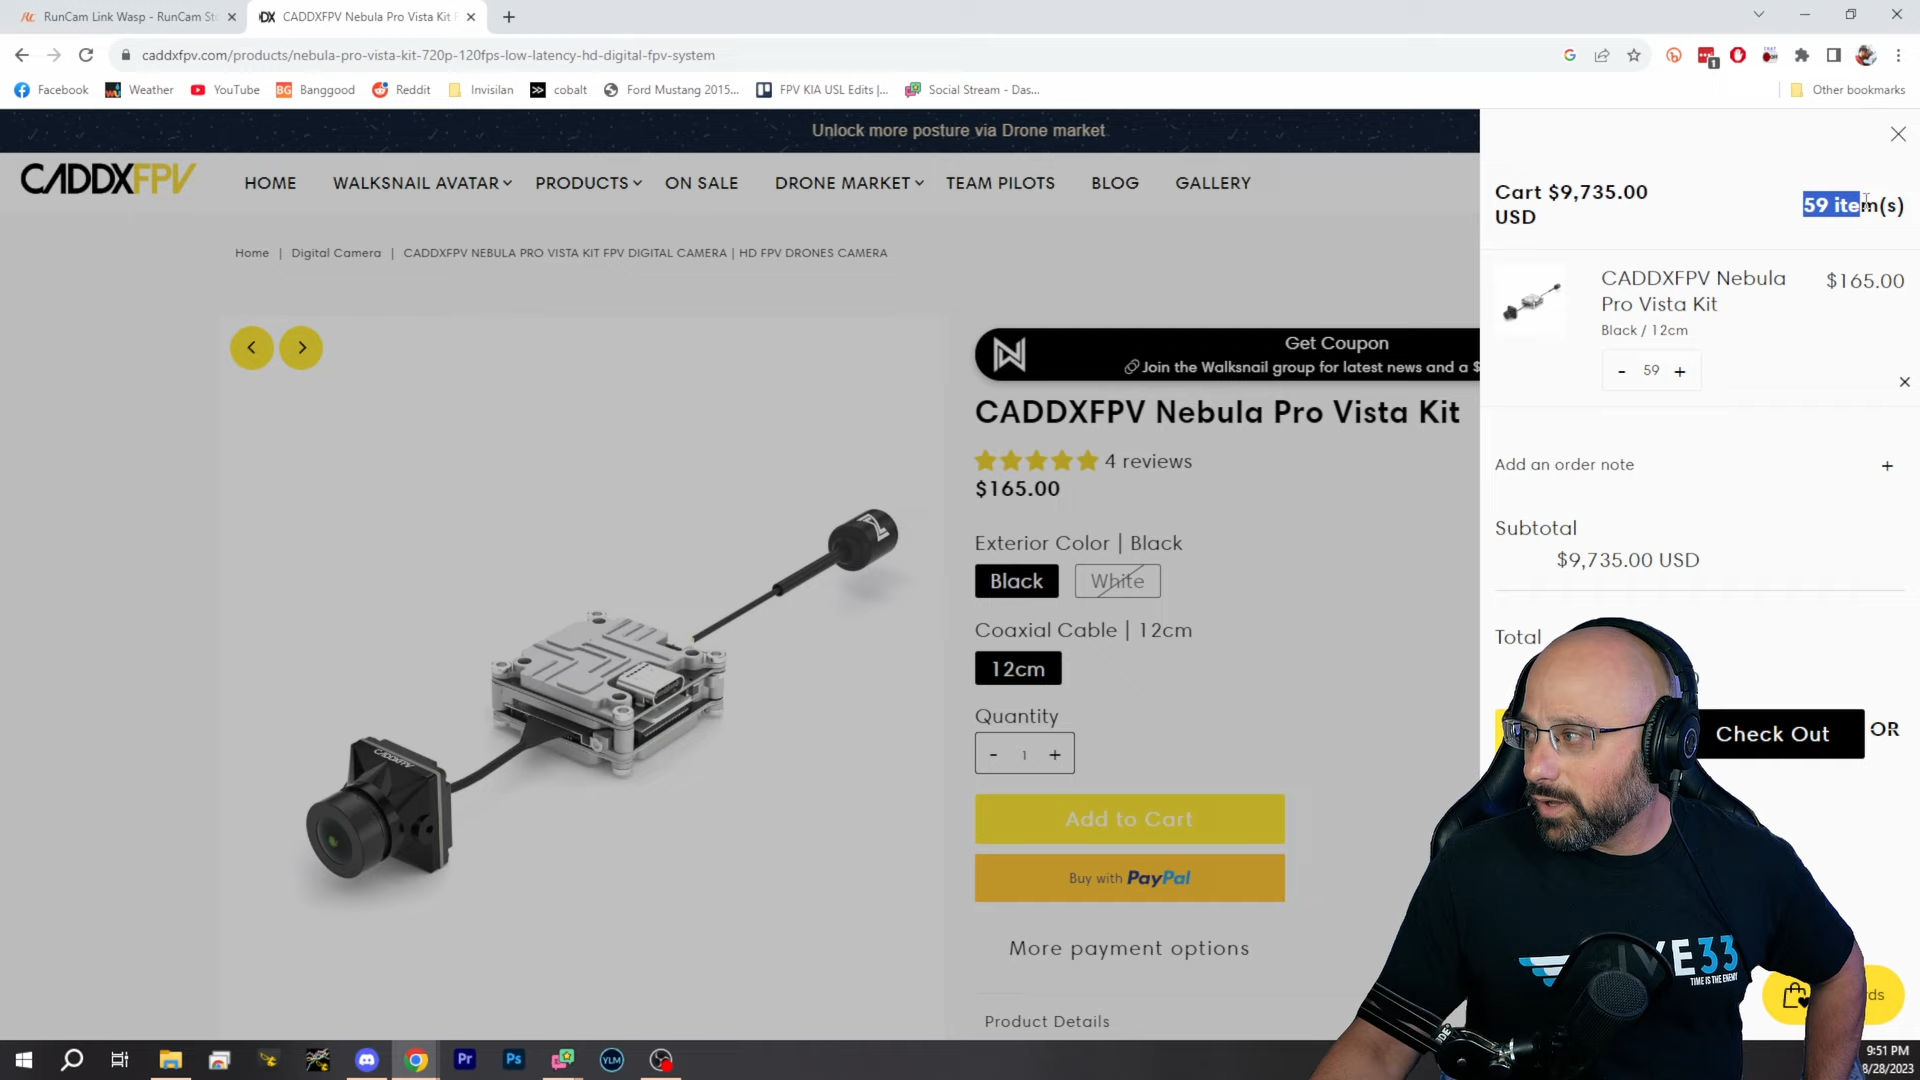 RunCam Link Wasp - RunCam Sto
CADDXFPV Nebula Pro Vista Kit F
caddxfpv.com/products/nebula-pro-vista-kit-720p-120fps-low-latency-hd-digital-fpv-system
Facebook
Weather
YouTube
Banggood
Reddit
Invisilan
cobalt
Ford Mustang 2015...
FPV KIA USL Edits |...
Social Stream - Das...
Other bookmarks
Unlock more posture via Drone market
CADDXFPV
HOME
WALKSNAIL AVATAR
PRODUCTS
ON SALE
DRONE MARKET
TEAM PILOTS
BLOG
GALLERY
Home | Digital Camera | CADDXFPV NEBULA PRO VISTA KIT FPV DIGITAL CAMERA | HD FPV DRONES CAMERA
Get Coupon
Join the Walksnail group for latest news and a $
CADDXFPV Nebula Pro Vista Kit
4 reviews
$165.00
Exterior Color | Black
Black
White
Coaxial Cable | 12cm
12cm
Quantity
- 1 +
Add to Cart
Buy with PayPal
More payment options
Product Details
Cart $9,735.00
USD
59 item(s)
CADDXFPV Nebula
Pro Vista Kit
$165.00
Black / 12cm
- 59 +
Add an order note
+
Subtotal
$9,735.00 USD
Total
Check Out
OR
TIME IS THE ENEMY
9:51 PM
8/28/2023